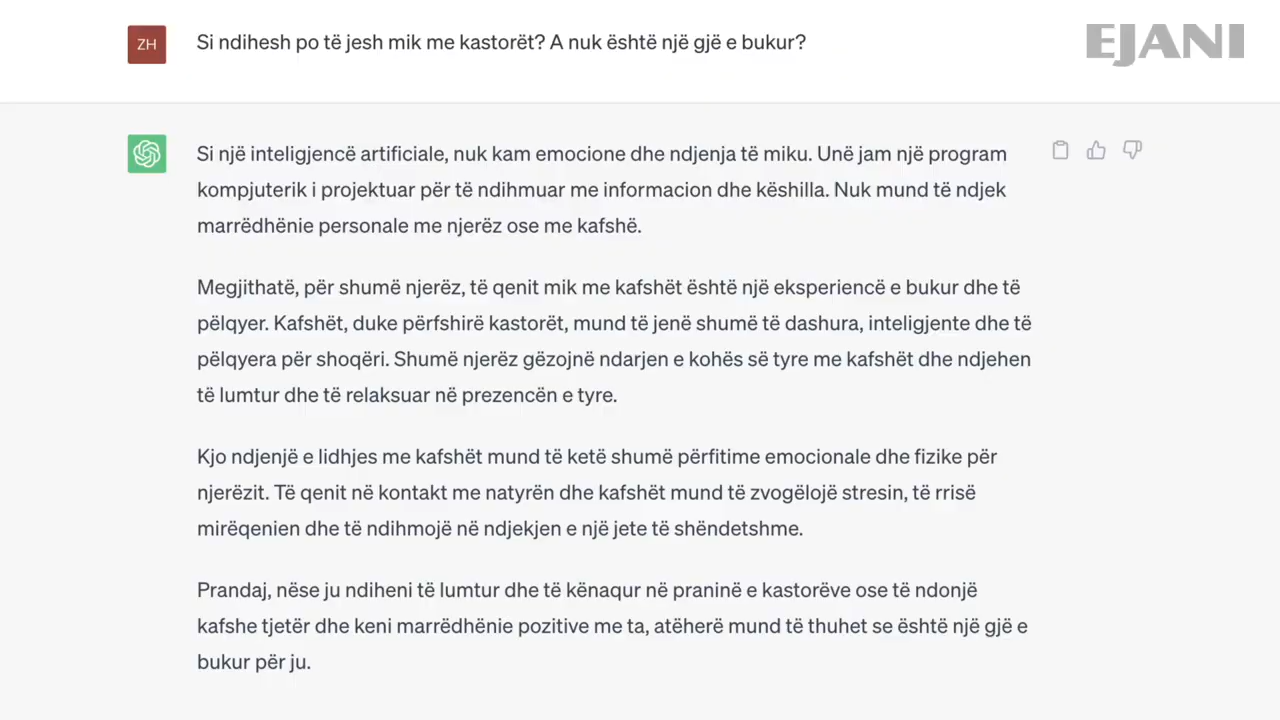 ZH
Si ndihesh po të jesh mik me kastorët? A nuk është një gjë e bukur?
EJANI
Si një inteligjencë artificiale, nuk kam emocione dhe ndjenja të miku. Unë jam një program
kompjuterik i projektuar për të ndihmuar me informacion dhe këshilla. Nuk mund të ndjek
marrëdhënie personale me njerëz ose me kafshë.
Megjithatë, për shumë njerëz, të qenit mik me kafshët është një eksperiencë e bukur dhe të
pëlqyer. Kafshët, duke përfshirë kastorët, mund të jenë shumë të dashura, inteligjente dhe të
pëlqyera për shoqëri. Shumë njerëz gëzojnë ndarjen e kohës së tyre me kafshët dhe ndjehen
të lumtur dhe të relaksuar në prezencën e tyre.
Kjo ndjenjë e lidhjes me kafshët mund të ketë shumë përfitime emocionale dhe fizike për
njerëzit. Të qenit në kontakt me natyrën dhe kafshët mund të zvogëlojë stresin, të rrisë
mirëqenien dhe të ndihmojë në ndjekjen e një jete të shëndetshme.
Prandaj, nëse ju ndiheni të lumtur dhe të kënaqur në praninë e kastorëve ose të ndonjë
kafshe tjetër dhe keni marrëdhënie pozitive me ta, atëherë mund të thuhet se është një gjë e
bukur për ju.